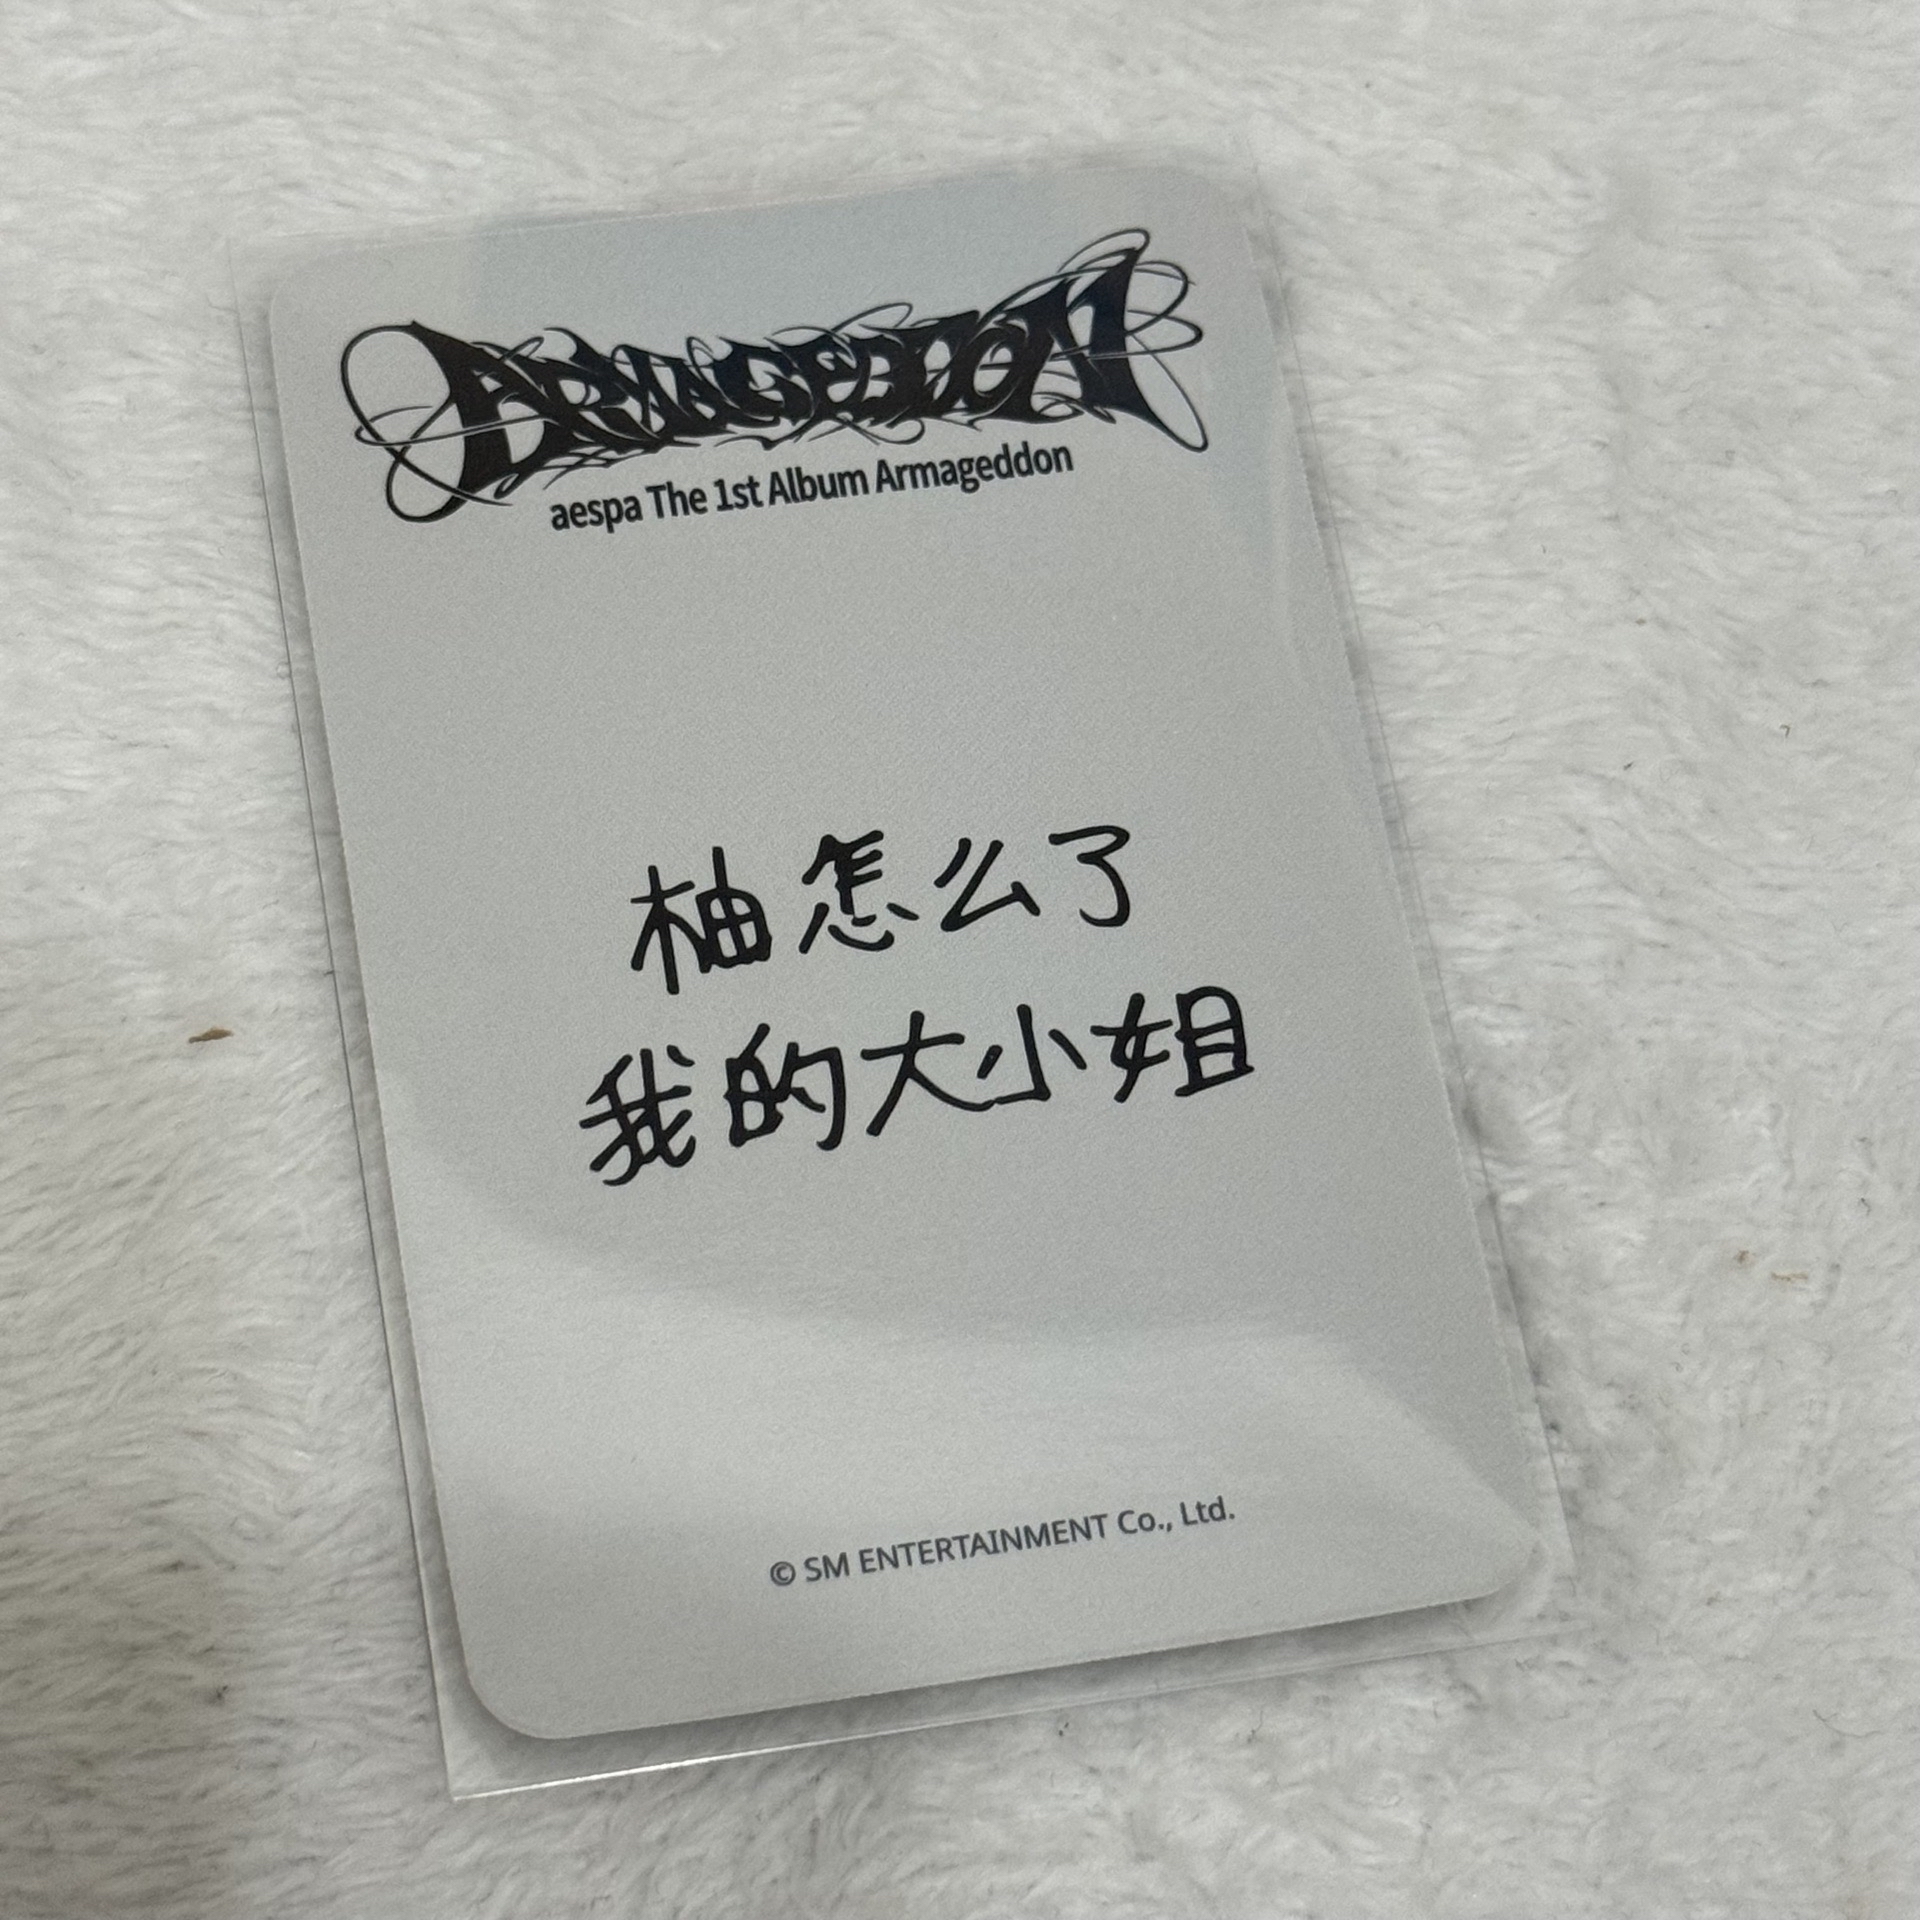 ARMAGEDDON
aespa The 1st Album Armageddon
柚怎么了
我的大小姐
© SM ENTERTAINMENT Co., Ltd.